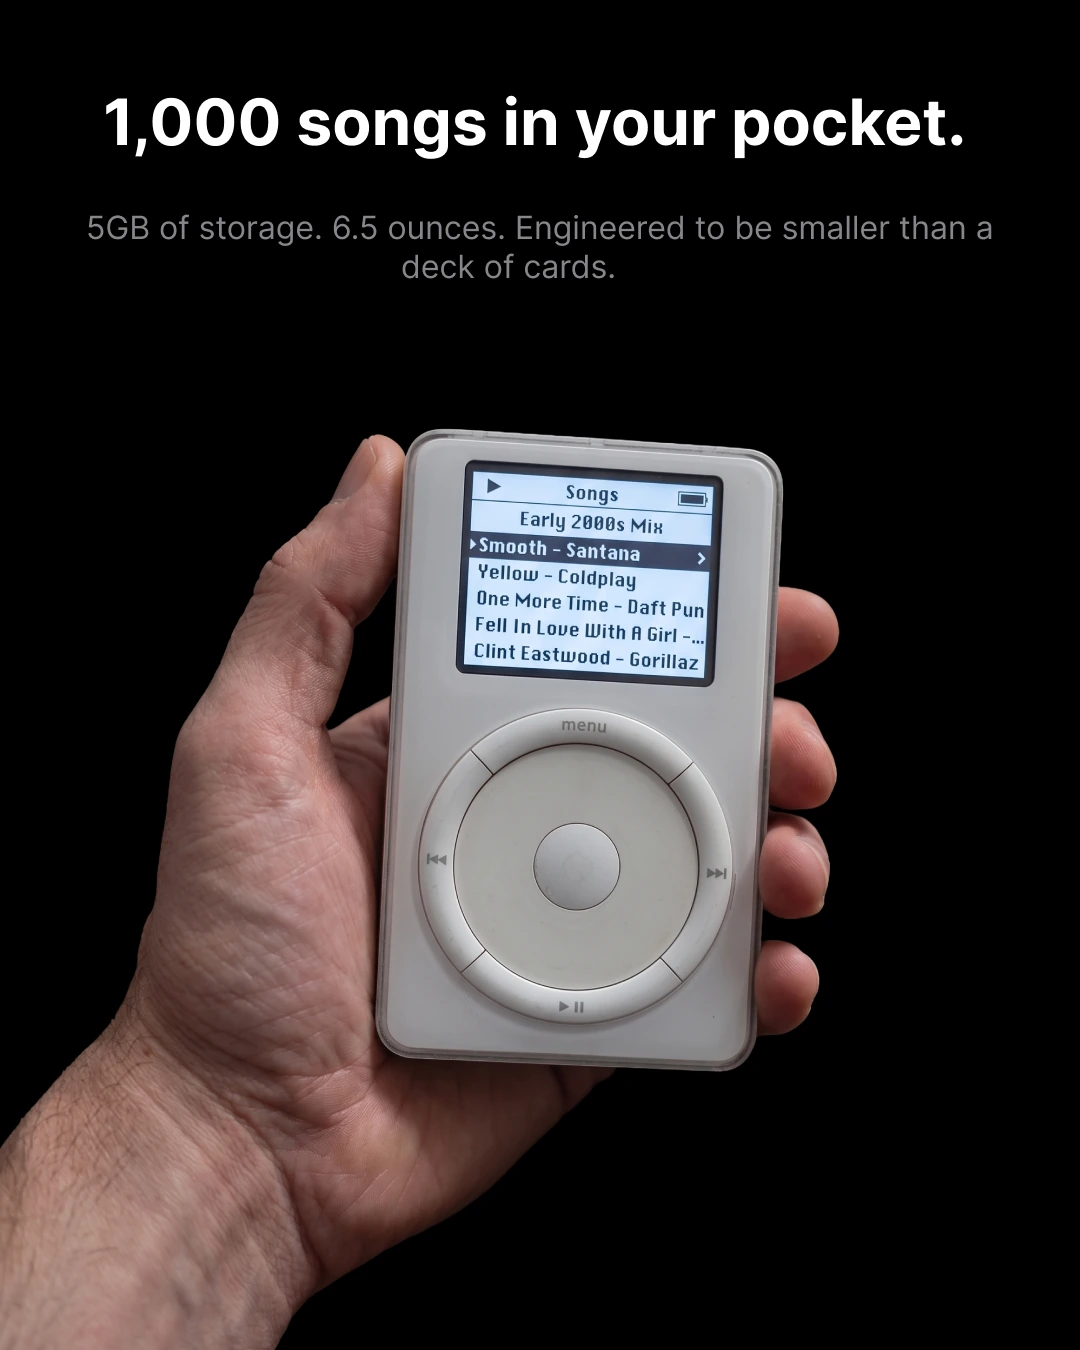 1,000 songs in your pocket.
5GB of storage. 6.5 ounces. Engineered to be smaller than a
deck of cards.
Songs
Early 2000s Mix
Smooth - Santana
Yellow - Coldplay
One More Time - Daft Pun
Fell In Love With A Girl -...
Clint Eastwood - Gorillaz
menu